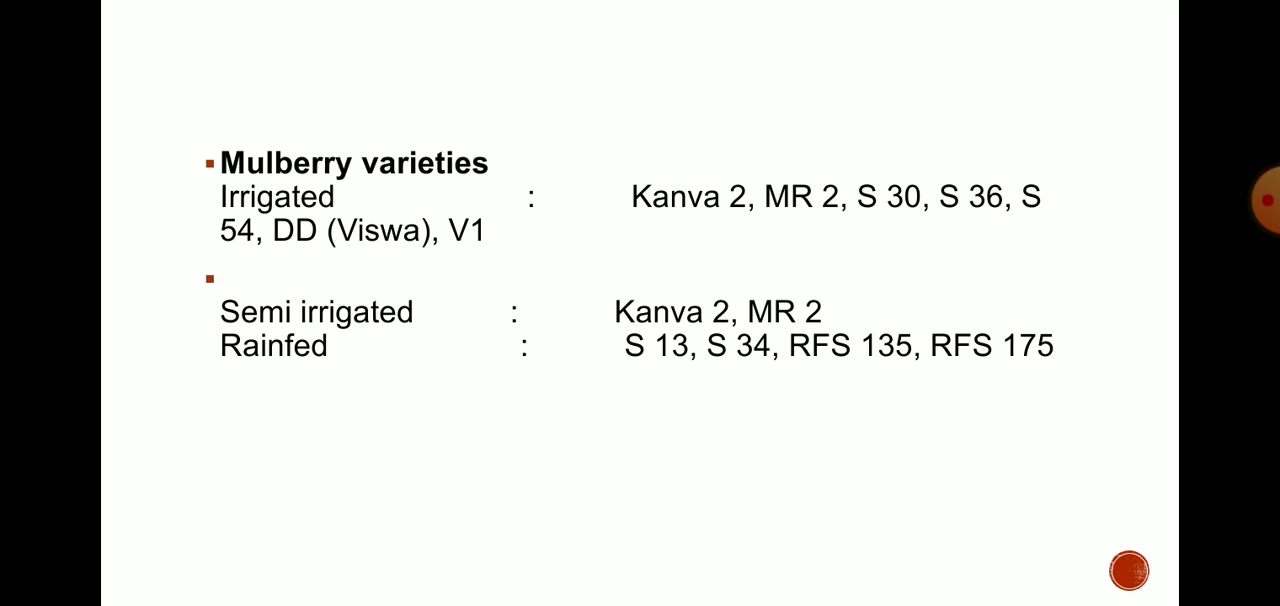 Mulberry varieties
Irrigated : Kanva 2, MR 2, S 30, S 36, S
54, DD (Viswa), V1
Semi irrigated : Kanva 2, MR 2
Rainfed : S 13, S 34, RFS 135, RFS 175